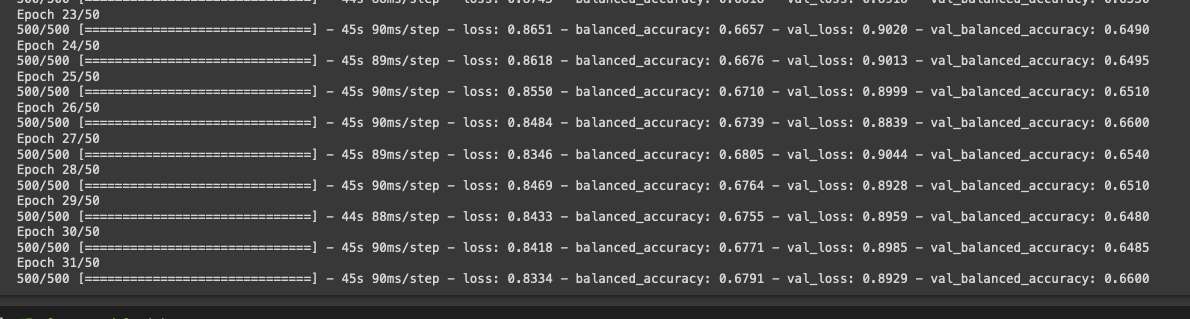 Epoch 23/50
500/500 [==============================] - 45s 90ms/step - loss: 0.8651 - balanced_accuracy: 0.6657 - val_loss: 0.9020 - val_balanced_accuracy: 0.6490
Epoch 24/50
500/500 [==============================] - 45s 89ms/step - loss: 0.8618 - balanced_accuracy: 0.6676 - val_loss: 0.9013 - val_balanced_accuracy: 0.6495
Epoch 25/50
500/500 [==============================] - 45s 90ms/step - loss: 0.8550 - balanced_accuracy: 0.6710 - val_loss: 0.8999 - val_balanced_accuracy: 0.6510
Epoch 26/50
500/500 [==============================] - 45s 90ms/step - loss: 0.8484 - balanced_accuracy: 0.6739 - val_loss: 0.8839 - val_balanced_accuracy: 0.6600
Epoch 27/50
500/500 [==============================] - 45s 89ms/step - loss: 0.8346 - balanced_accuracy: 0.6805 - val_loss: 0.9044 - val_balanced_accuracy: 0.6540
Epoch 28/50
500/500 [==============================] - 45s 90ms/step - loss: 0.8469 - balanced_accuracy: 0.6764 - val_loss: 0.8928 - val_balanced_accuracy: 0.6510
Epoch 29/50
500/500 [==============================] - 44s 88ms/step - loss: 0.8433 - balanced_accuracy: 0.6755 - val_loss: 0.8959 - val_balanced_accuracy: 0.6480
Epoch 30/50
500/500 [==============================] - 45s 90ms/step - loss: 0.8418 - balanced_accuracy: 0.6771 - val_loss: 0.8985 - val_balanced_accuracy: 0.6485
Epoch 31/50
500/500 [==============================] - 45s 90ms/step - loss: 0.8334 - balanced_accuracy: 0.6791 - val_loss: 0.8929 - val_balanced_accuracy: 0.6600